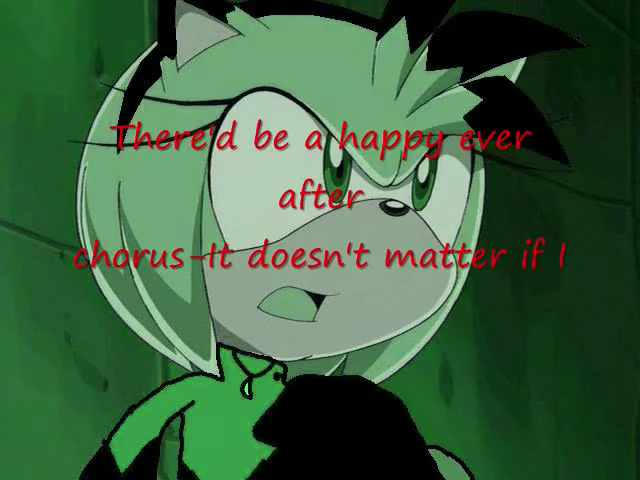 There'd be a happy ever
after
chorus-It doesn't matter if I